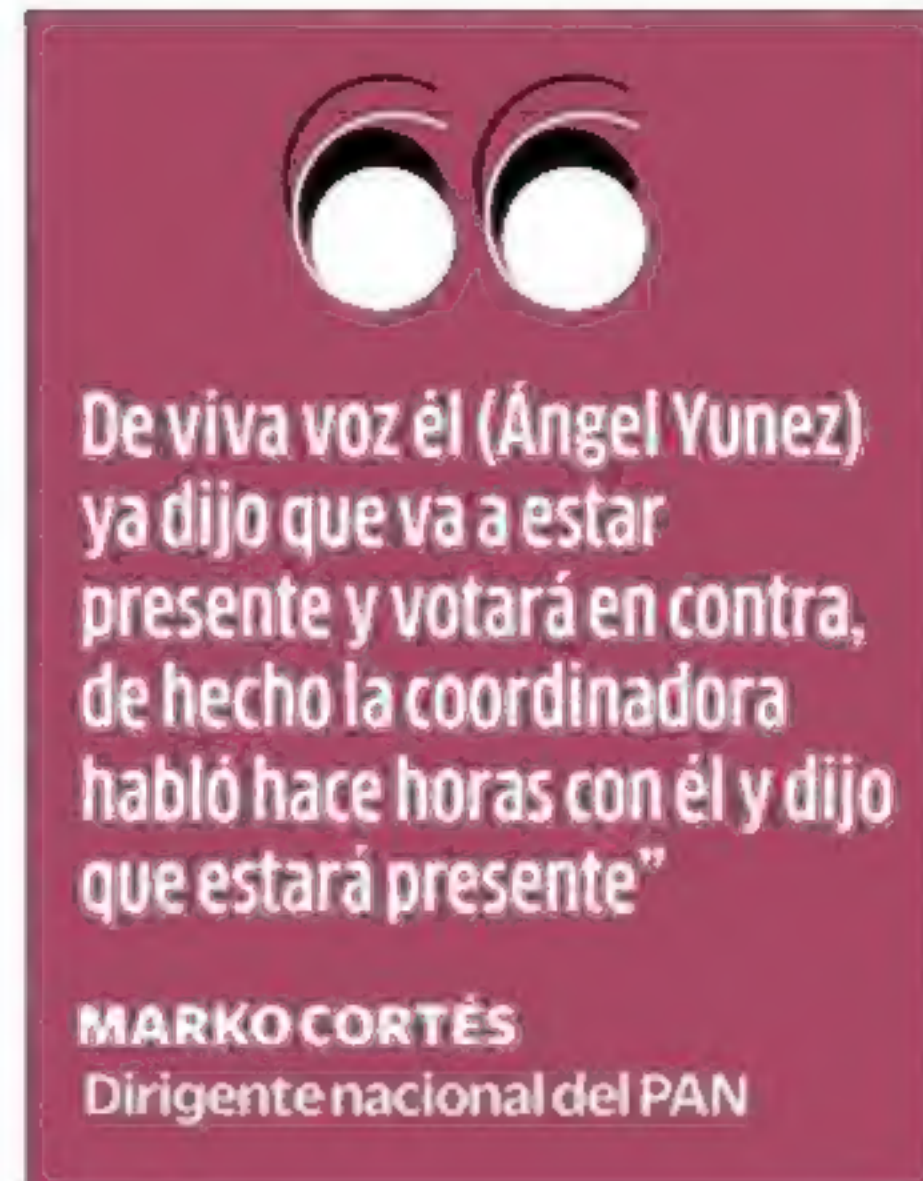 De viva voz él (Ángel Yunez)
ya dijo que va a estar
presente y votará en contra,
de hecho la coordinadora
habló hace horas con él y dijo
que estará presente”
MARKO CORTÉS
Dirigente nacional del PAN